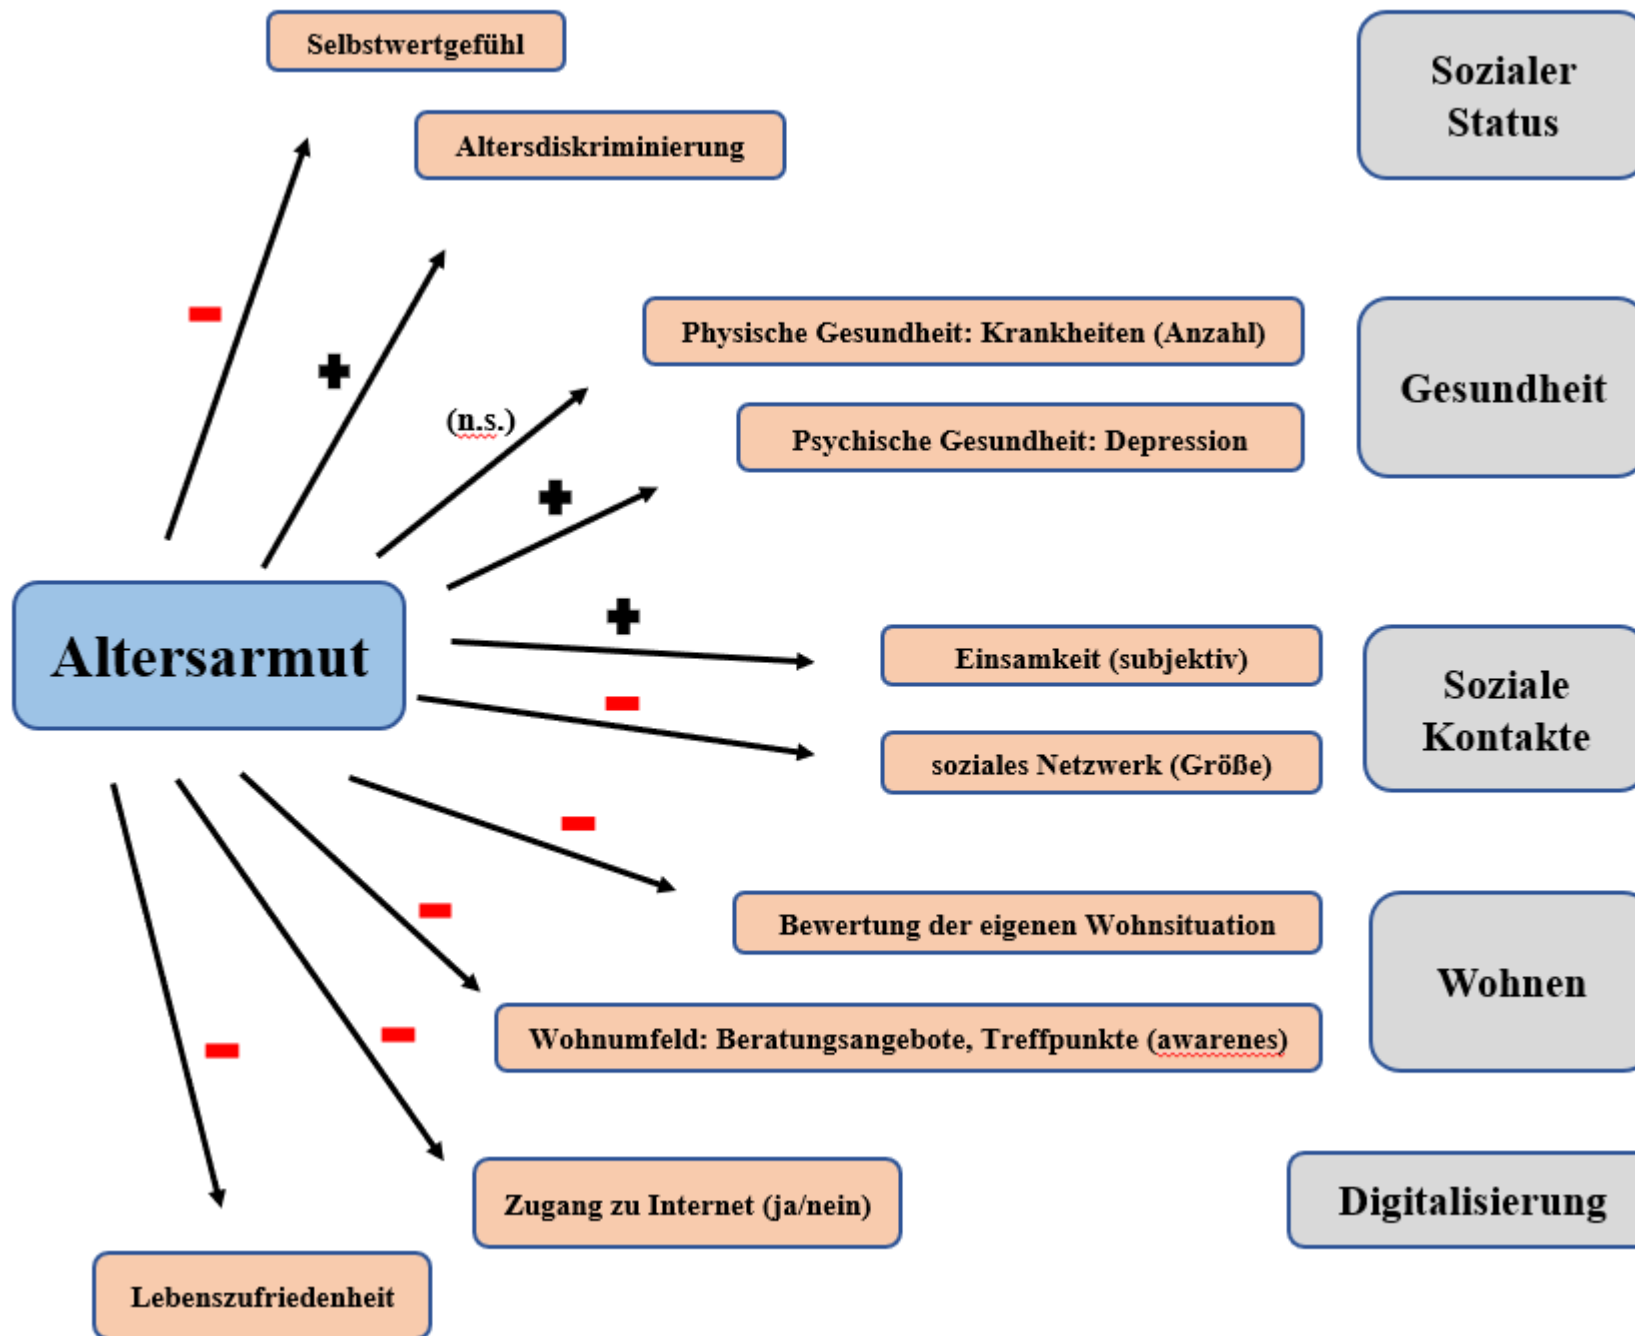 Selbstwertgefühl
Altersdiskriminierung
Sozialer
Status
Physische Gesundheit: Krankheiten (Anzahl)
(n.s.)
Psychische Gesundheit: Depression
Gesundheit
Altersarmut
Einsamkeit (subjektiv)
soziales Netzwerk (Größe)
Soziale
Kontakte
Bewertung der eigenen Wohnsituation
Wohnumfeld: Beratungsangebote, Treffpunkte (awarenes)
Wohnen
Zugang zu Internet (ja/nein)
Digitalisierung
Lebenszufriedenheit